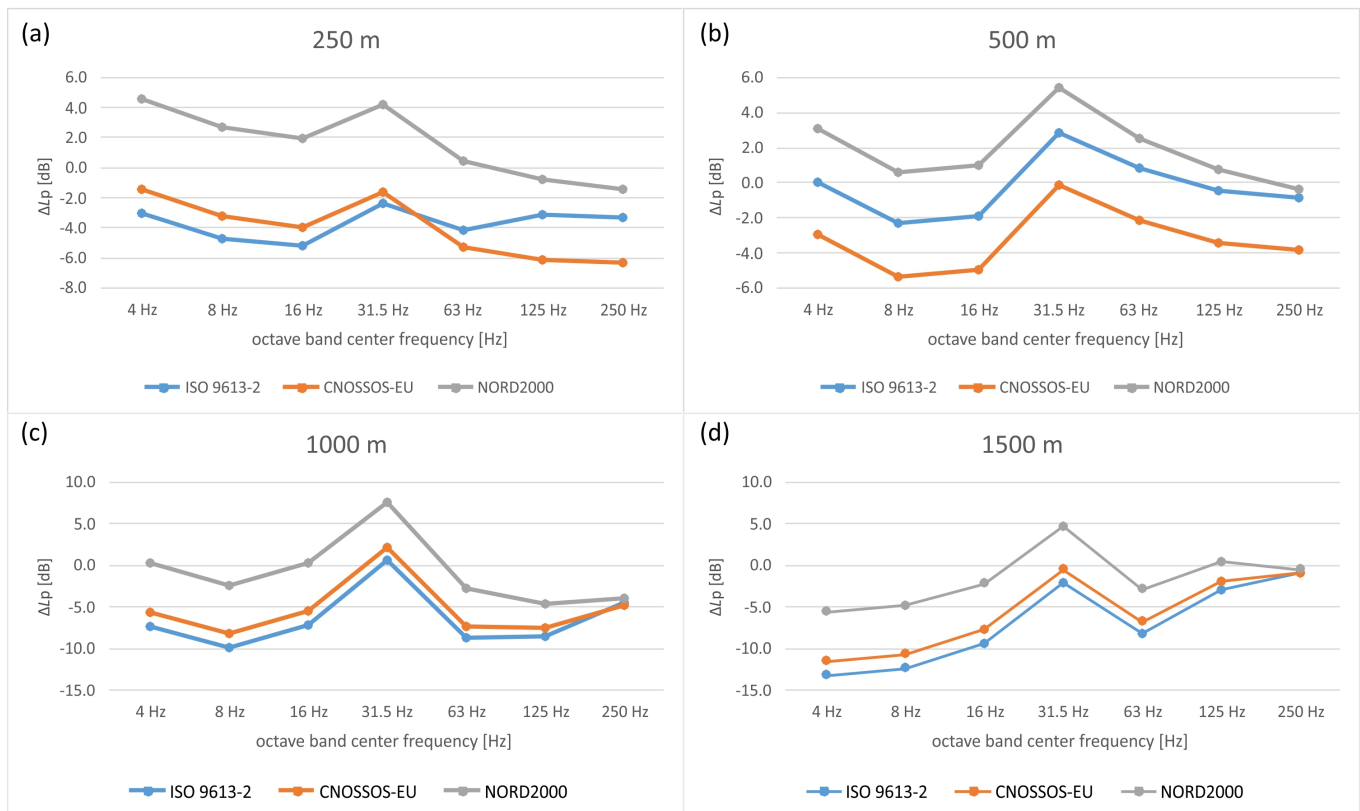 (a)
250 m
6.0
4.0
2.0
0.0
-2.0
-4.0
-6.0
-8.0
ΔLp [dB]
4 Hz 8 Hz 16 Hz 31.5 Hz 63 Hz 125 Hz 250 Hz
octave band center frequency [Hz]
ISO 9613-2 CNOSSOS-EU NORD2000
(b)
500 m
6.0
4.0
2.0
0.0
-2.0
-4.0
-6.0
ΔLp [dB]
4 Hz 8 Hz 16 Hz 31.5 Hz 63 Hz 125 Hz 250 Hz
octave band center frequency [Hz]
ISO 9613-2 CNOSSOS-EU NORD2000
(c)
1000 m
10.0
5.0
0.0
-5.0
-10.0
-15.0
ΔLp [dB]
4 Hz 8 Hz 16 Hz 31.5 Hz 63 Hz 125 Hz 250 Hz
octave band center frequency [Hz]
ISO 9613-2 CNOSSOS-EU NORD2000
(d)
1500 m
10.0
5.0
0.0
-5.0
-10.0
-15.0
ΔLp [dB]
4 Hz 8 Hz 16 Hz 31.5 Hz 63 Hz 125 Hz 250 Hz
octave band center frequency [Hz]
ISO 9613-2 CNOSSOS-EU NORD2000